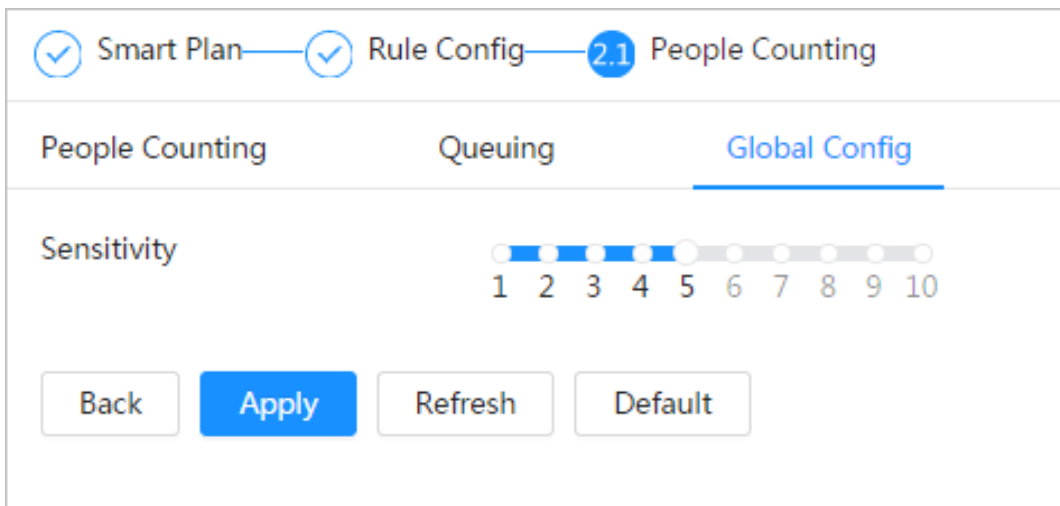 Smart Plan Rule Config 2.1 People Counting
People Counting Queuing Global Config
Sensitivity
1 2 3 4 5 6 7 8 9 10
Back Apply Refresh Default